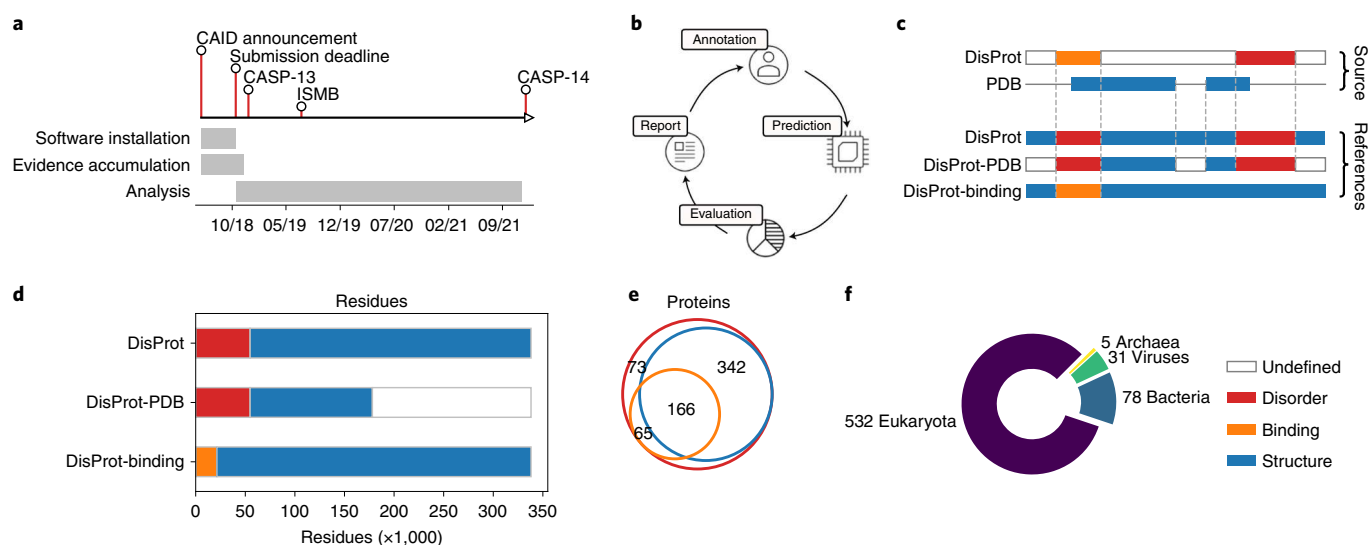 a
CAID announcement
Submission deadline
CASP-13
ISMB
CASP-14
Software installation
Evidence accumulation
Analysis
10/18 05/19 12/19 07/20 02/21 09/21
b
Annotation
Report
Prediction
Evaluation
c
DisProt
PDB
Source
DisProt
DisProt-PDB
DisProt-binding
References
d
Residues
DisProt
DisProt-PDB
DisProt-binding
0 50 100 150 200 250 300 350
Residues (×1,000)
e
Proteins
73
342
166
65
f
5 Archaea
31 Viruses
78 Bacteria
532 Eukaryota
Undefined
Disorder
Binding
Structure